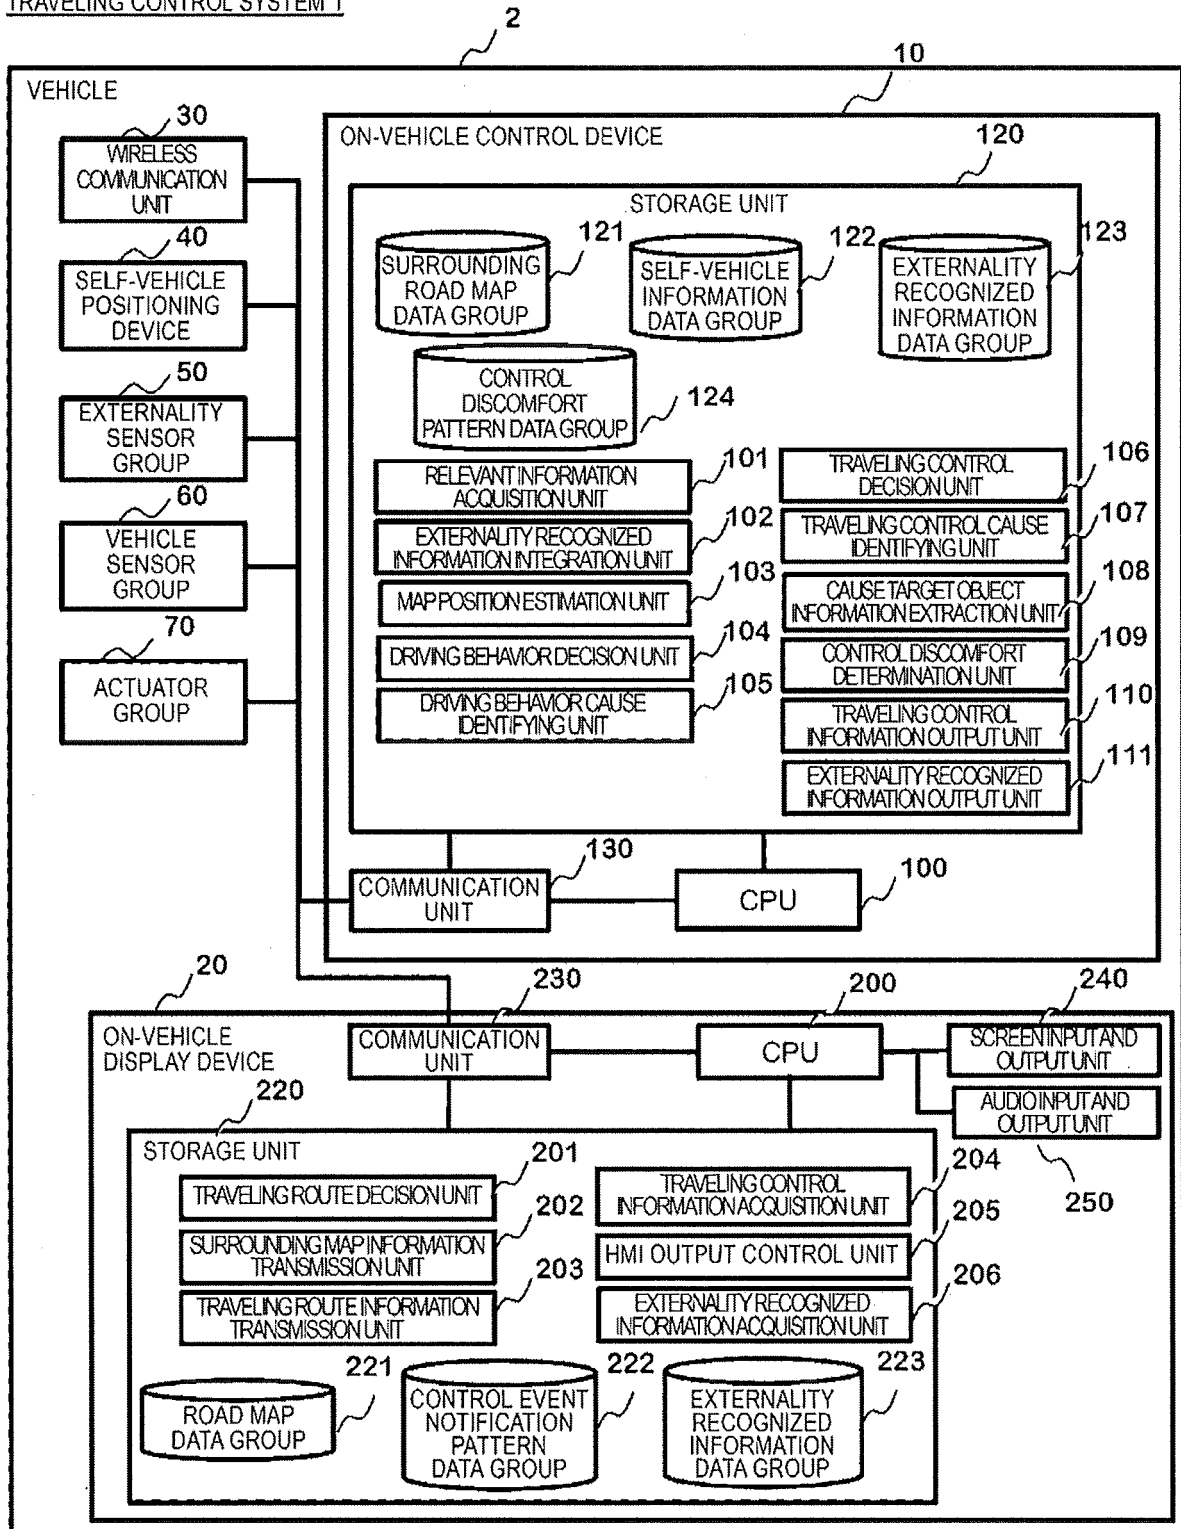 TRAVELING CONTROL SYSTEM 1
2
VEHICLE
10
30
WIRELESS
COMMUNICATION
UNIT
40
SELF-VEHICLE
POSITIONING
DEVICE
50
EXTERNALITY
SENSOR
GROUP
60
VEHICLE
SENSOR
GROUP
70
ACTUATOR
GROUP
ON-VEHICLE CONTROL DEVICE
120
STORAGE UNIT
121
SURROUNDING
ROAD MAP
DATA GROUP
122
SELF-VEHICLE
INFORMATION
DATA GROUP
123
EXTERNALITY
RECOGNIZED
INFORMATION
DATA GROUP
CONTROL
DISCOMFORT
PATTERN DATA GROUP
124
101
RELEVANT INFORMATION
ACQUISITION UNIT
102
EXTERNALITY RECOGNIZED
INFORMATION INTEGRATION UNIT
103
MAP POSITION ESTIMATION UNIT
104
DRIVING BEHAVIOR DECISION UNIT
105
DRIVING BEHAVIOR CAUSE
IDENTIFYING UNIT
TRAVELING CONTROL
DECISION UNIT
106
TRAVELING CONTROL CAUSE
IDENTIFYING UNIT
107
CAUSE TARGET OBJECT
INFORMATION EXTRACTION UNIT
108
CONTROL DISCOMFORT
DETERMINATION UNIT
109
TRAVELING CONTROL
INFORMATION OUTPUT UNIT
110
EXTERNALITY RECOGNIZED
INFORMATION OUTPUT UNIT
111
130
COMMUNICATION
UNIT
CPU
100
20
ON-VEHICLE
DISPLAY DEVICE
230
COMMUNICATION
UNIT
200
CPU
240
SCREEN INPUT AND
OUTPUT UNIT
AUDIO INPUT AND
OUTPUT UNIT
250
220
STORAGE UNIT
201
TRAVELING ROUTE DECISION UNIT
202
SURROUNDING MAP INFORMATION
TRANSMISSION UNIT
203
TRAVELING ROUTE INFORMATION
TRANSMISSION UNIT
204
TRAVELING CONTROL
INFORMATION ACQUISITION UNIT
205
HMI OUTPUT CONTROL UNIT
206
EXTERNALITY RECOGNIZED
INFORMATION ACQUISITION UNIT
221
ROAD MAP
DATA GROUP
222
CONTROL EVENT
NOTIFICATION
PATTERN
DATA GROUP
223
EXTERNALITY
RECOGNIZED
INFORMATION
DATA GROUP